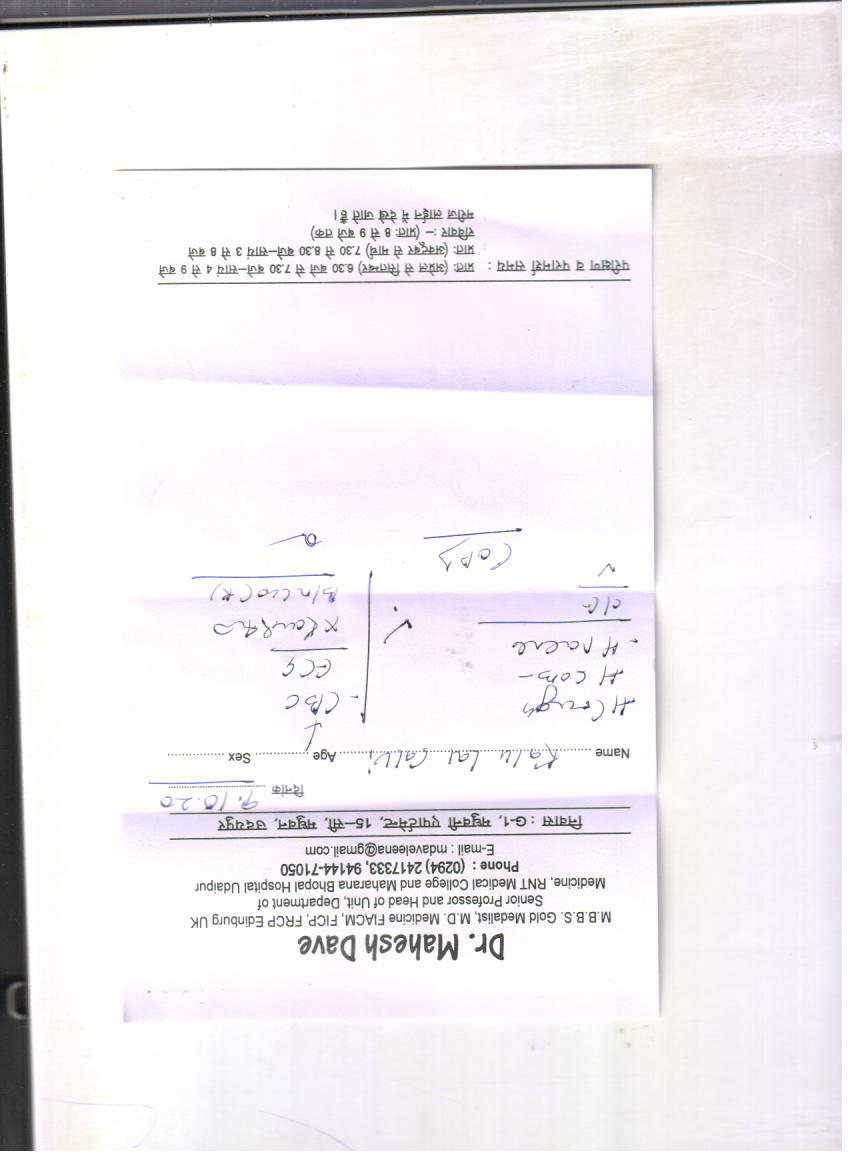 Dr. Mahesh Dave
M.B.B.S. Gold Medalist, M.D. Medicine FIACM, FICP, FRCP Edinburg UK
Senior Professor and Head of Unit, Department of
Medicine, RNT Medical College and Maharana Bhopal Hospital Udaipur
Phone : (0294) 2417333, 94144-71050
E-mail : mdaveleena@gmail.com
निवास : G-1, मधुबनी एपार्टमेन्ट, 15-सी, मधुवन, उदयपुर
दिनांक 9.10.20
Name Kalu Lal Age Sex
H Cough
H
H
CBC
ECG
परीक्षण व परामर्श समय : प्रातः (अप्रेल से सितम्बर) 6.30 बजे से 7.30 बजे-सायं 4 से 9 बजे
प्रातः (अक्टूबर से मार्च) 7.30 से 8.30 बजे-सायं 3 से 8 बजे
रविवार :- (प्रातः 8 से 9 बजे तक)
मरीज लाईन में देखे जाते हैं।